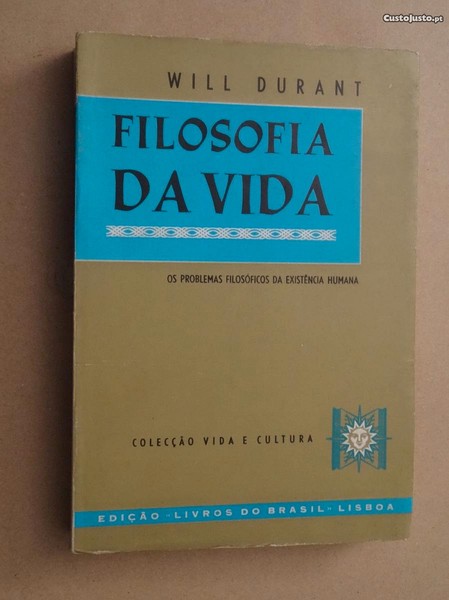 CustoJusto.pt
WILL DURANT
FILOSOFIA
DA VIDA
OS PROBLEMAS FILOSÓFICOS DA EXISTÊNCIA HUMANA
COLECÇÃO VIDA E CULTURA
EDIÇÃO "LIVROS DO BRASIL" LISBOA